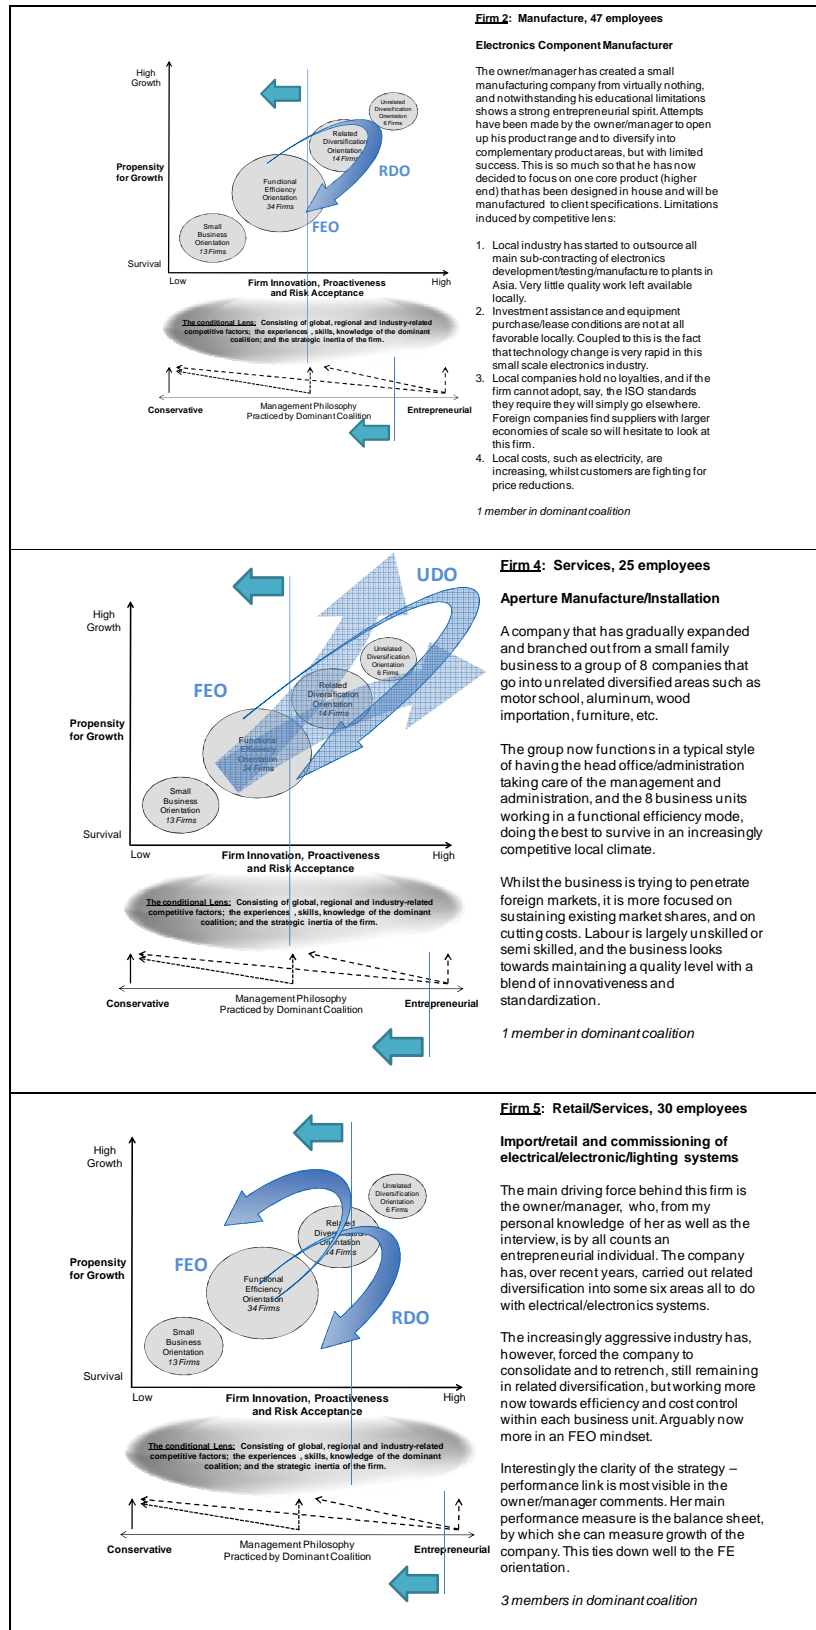 Firm 2:  Manufacture, 47 employees
Electronics Component Manufacturer
The owner/manager has created a small
manufacturing company from virtually nothing,
and notwithstanding his educational limitations
shows a strong entrepreneurial spirit. Attempts
have been made by the owner/manager to open
up his product range and to diversify into
complementary product areas, but with limited
success. This is so much so that he has now
decided to focus on one core product (higher
end) that has been designed in house and will be
manufactured to client specifications. Limitations
induced by competitive lens:
1. Local industry has started to outsource all
main sub-contracting of electronics
development/testing/manufacture to plants in
Asia. Very little quality work left available
locally.
2. Investment assistance and equipment
purchase/lease conditions are not at all
favorable locally. Coupled to this is the fact
that technology change is very rapid in this
small scale electronics industry.
3. Local companies hold no loyalties, and if the
firm cannot adopt, say, the ISO standards
they require they will simply go elsewhere.
Foreign companies find suppliers with larger
economies of scale so will hesitate to look at
this firm.
4. Local costs, such as electricity, are
increasing, whilst customers are fighting for
price reductions.
1 member in dominant coalition
High
Growth
Propensity
for Growth
Survival
Unrelated
Diversification
Orientation
6 Firms
Related
Diversification
Orientation
14 Firms
RDO
Functional
Efficiency
Orientation
34 Firms
FEO
Small
Business
Orientation
13 Firms
Low
Firm Innovation, Proactiveness
and Risk Acceptance
High
The conditional Lens:  Consisting of global, regional and industry-related
competitive factors; the experiences , skills, knowledge of the dominant
coalition; and the strategic inertia of the firm.
Conservative
Management Philosophy
Practiced by Dominant Coalition
Entrepreneurial
Firm 4:  Services, 25 employees
Aperture Manufacture/Installation
A company that has gradually expanded
and branched out from a small family
business to a group of 8 companies that
go into unrelated diversified areas such as
motor school, aluminum, wood
importation, furniture, etc.
The group now functions in a typical style
of having the head office/administration
taking care of the management and
administration, and the 8 business units
working in a functional efficiency mode,
doing the best to survive in an increasingly
competitive local climate.
Whilst the business is trying to penetrate
foreign markets, it is more focused on
sustaining existing market shares, and on
cutting costs. Labour is largely unskilled or
semi skilled, and the business looks
towards maintaining a quality level with a
blend of innovativeness and
standardization.
1 member in dominant coalition
High
Growth
Propensity
for Growth
Survival
UDO
Unrelated
Diversification
Orientation
6 Firms
FEO
Related
Diversification
Orientation
14 Firms
Functional
Efficiency
Orientation
34 Firms
Small
Business
Orientation
13 Firms
Low
Firm Innovation, Proactiveness
and Risk Acceptance
High
The conditional Lens:  Consisting of global, regional and industry-related
competitive factors; the experiences , skills, knowledge of the dominant
coalition; and the strategic inertia of the firm.
Conservative
Management Philosophy
Practiced by Dominant Coalition
Entrepreneurial
Firm 5:  Retail/Services, 30 employees
Import/retail and commissioning of
electrical/electronic/lighting systems
The main driving force behind this firm is
the owner/manager, who, from my
personal knowledge of her as well as the
interview, is by all counts an
entrepreneurial individual. The company
has, over recent years, carried out related
diversification into some six areas all to do
with electrical/electronics systems.
The increasingly aggressive industry has,
however, forced the company to
consolidate and to retrench, still remaining
in related diversification, but working more
now towards efficiency and cost control
within each business unit. Arguably now
more in an FEO mindset.
Interestingly the clarity of the strategy –
performance link is most visible in the
owner/manager comments. Her main
performance measure is the balance sheet,
by which she can measure growth of the
company. This ties down well to the FE
orientation.
3 members in dominant coalition
High
Growth
Propensity
for Growth
Survival
Unrelated
Diversification
Orientation
6 Firms
Related
Diversification
Orientation
14 Firms
FEO
Functional
Efficiency
Orientation
34 Firms
RDO
Small
Business
Orientation
13 Firms
Low
Firm Innovation, Proactiveness
and Risk Acceptance
High
The conditional Lens:  Consisting of global, regional and industry-related
competitive factors; the experiences , skills, knowledge of the dominant
coalition; and the strategic inertia of the firm.
Conservative
Management Philosophy
Practiced by Dominant Coalition
Entrepreneurial